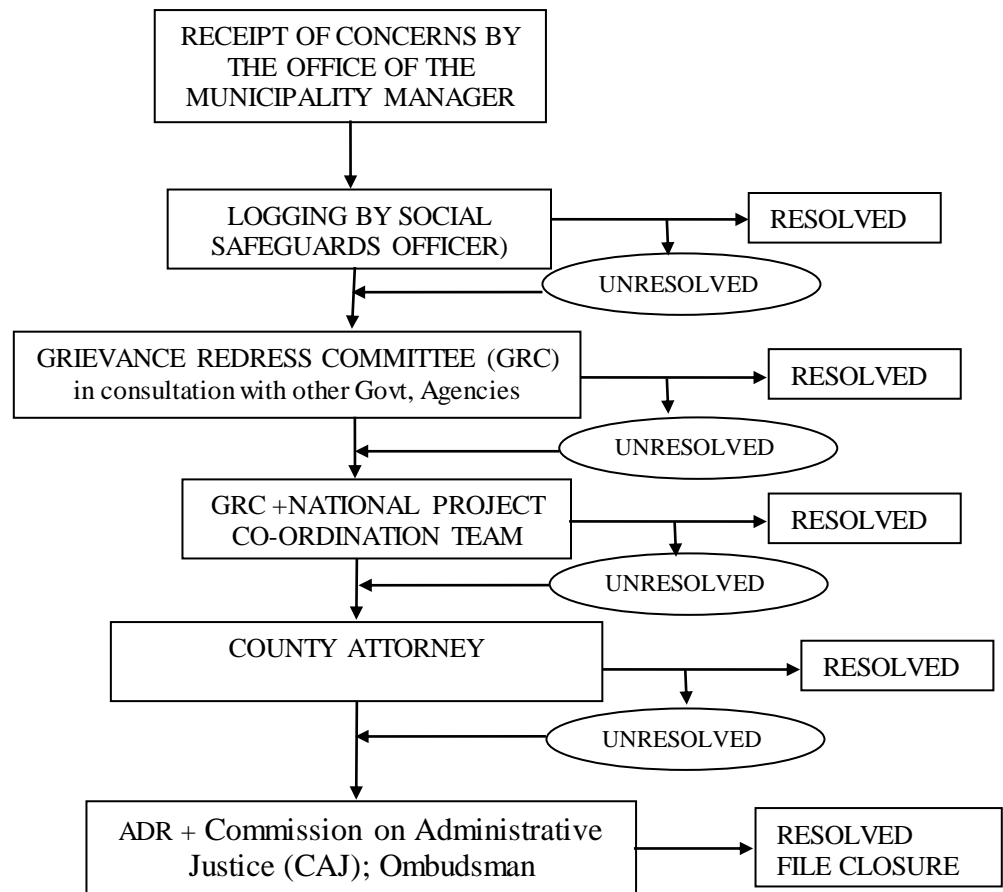 RECEIPT OF CONCERNS BY
THE OFFICE OF THE
MUNICIPALITY MANAGER
LOGGING BY SOCIAL
SAFEGUARDS OFFICER)
RESOLVED
UNRESOLVED
GRIEVANCE REDRESS COMMITTEE (GRC)
in consultation with other Govt, Agencies
RESOLVED
UNRESOLVED
GRC +NATIONAL PROJECT
CO-ORDINATION TEAM
RESOLVED
UNRESOLVED
COUNTY ATTORNEY
RESOLVED
UNRESOLVED
ADR + Commission on Administrative
Justice (CAJ); Ombudsman
RESOLVED
FILE CLOSURE